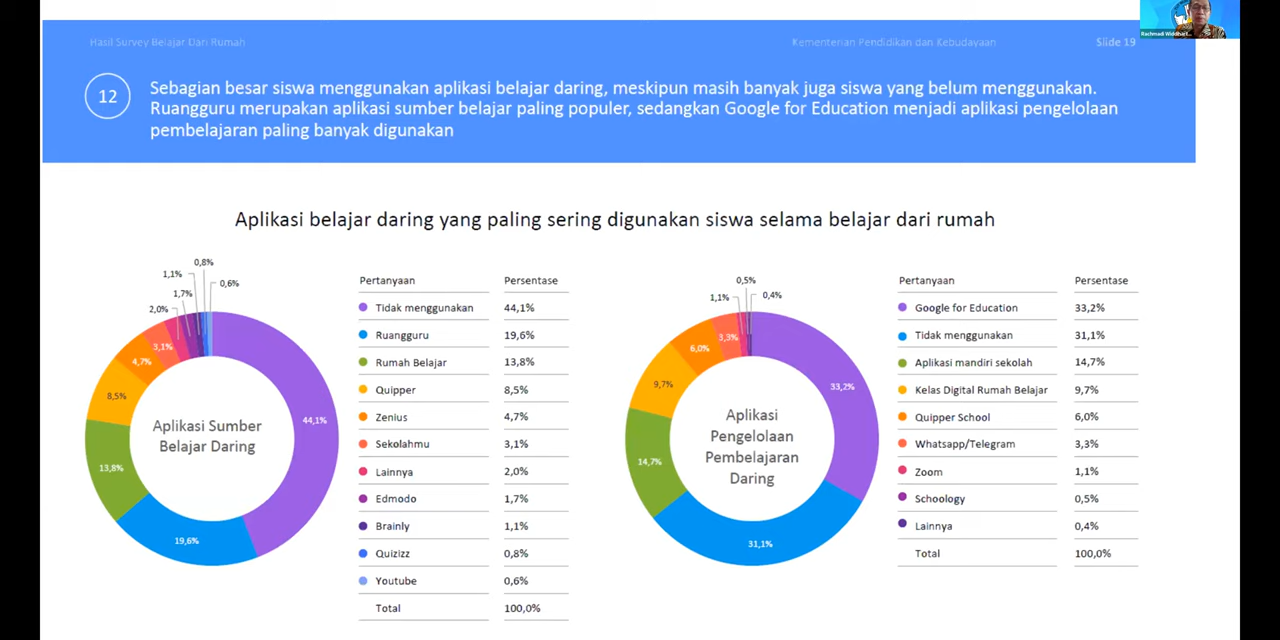 Hasil Survey Belajar Dari Rumah
Kementerian Pendidikan dan Kebudayaan
Slide 19
12
Sebagian besar siswa menggunakan aplikasi belajar daring, meskipun masih banyak juga siswa yang belum menggunakan.
Ruangguru merupakan aplikasi sumber belajar paling populer, sedangkan Google for Education menjadi aplikasi pengelolaan
pembelajaran paling banyak digunakan
Aplikasi belajar daring yang paling sering digunakan siswa selama belajar dari rumah
0,8%
1,1%
0,6%
1,7%
2,0%
3,1%
4,7%
8,5%
13,8%
19,6%
44,1%
Aplikasi Sumber
Belajar Daring
Pertanyaan Persentase
Tidak menggunakan 44,1%
Ruangguru 19,6%
Rumah Belajar 13,8%
Quipper 8,5%
Zenius 4,7%
Sekolahmu 3,1%
Lainnya 2,0%
Edmodo 1,7%
Brainly 1,1%
Quizizz 0,8%
Youtube 0,6%
Total 100,0%
0,5%
1,1%
0,4%
3,3%
6,0%
9,7%
14,7%
31,1%
33,2%
Aplikasi
Pengelolaan
Pembelajaran
Daring
Pertanyaan Persentase
Google for Education 33,2%
Tidak menggunakan 31,1%
Aplikasi mandiri sekolah 14,7%
Kelas Digital Rumah Belajar 9,7%
Quipper School 6,0%
Whatsapp/Telegram 3,3%
Zoom 1,1%
Schoology 0,5%
Lainnya 0,4%
Total 100,0%